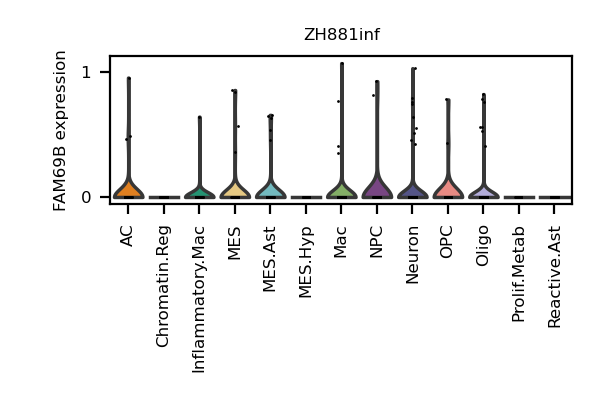 ZH881inf
FAM69B expression
1
0
AC
Chromatin.Reg
Inflammatory.Mac
MES
MES.Ast
MES.Hyp
Mac
NPC
Neuron
OPC
Oligo
Prolif.Metab
Reactive.Ast